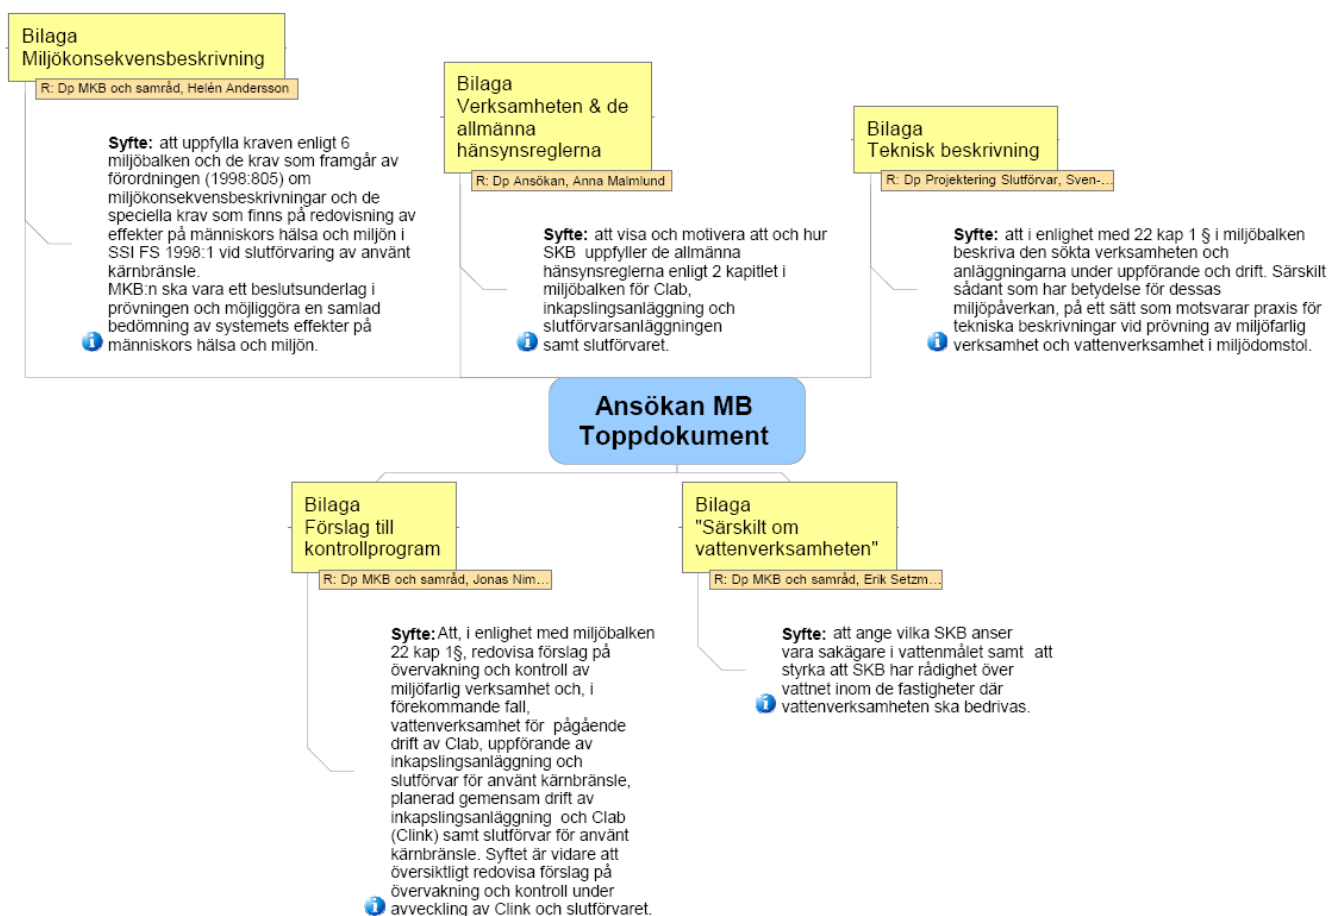 Bilaga
Miljökonsekvensbeskrivning
R: Dp MKB och samråd, Helén Andersson
Syfte: att uppfylla kraven enligt 6
miljöbalken och de krav som framgår av
förordningen (1998:805) om
miljökonsekvensbeskrivningar och de
speciella krav som finns på redovisning av
effekter på människors hälsa och miljön i
SSI FS 1998:1 vid slutförvaring av använt
kärnbränsle.
MKB:n ska vara ett beslutsunderlag i
prövningen och möjliggöra en samlad
bedömning av systemets effekter på
människors hälsa och miljön.
Bilaga
Verksamheten & de
allmänna
hänsynsreglerna
R: Dp Ansökan, Anna Malmlund
Syfte: att visa och motivera att och hur
SKB uppfyller de allmänna
hänsynsreglerna enligt 2 kapitlet i
miljöbalken för Clab,
inkapslingsanläggning och
slutförvarsanläggningen
samt slutförvaret.
Bilaga
Teknisk beskrivning
R: Dp Projektering Slutförvar, Sven-...
Syfte: att i enlighet med 22 kap 1 § i miljöbalken
beskriva den sökta verksamheten och
anläggningarna under uppförande och drift. Särskilt
sådant som har betydelse för dessas
miljöpåverkan, på ett sätt som motsvarar praxis för
tekniska beskrivningar vid prövning av miljöfarlig
verksamhet och vattenverksamhet i miljödomstol.
Ansökan MB
Toppdokument
Bilaga
Förslag till
kontrollprogram
R: Dp MKB och samråd, Jonas Nim...
Syfte: Att, i enlighet med miljöbalken
22 kap 1§, redovisa förslag på
övervakning och kontroll av
miljöfarlig verksamhet och, i
förekommande fall,
vattenverksamhet för pågående
drift av Clab, uppförande av
inkapslingsanläggning och
slutförvar för använt kärnbränsle,
planerad gemensam drift av
inkapslingsanläggning och Clab
(Clink) samt slutförvar för använt
kärnbränsle. Syftet är vidare att
översiktligt redovisa förslag på
övervakning och kontroll under
avveckling av Clink och slutförvaret.
Bilaga
"Särskilt om
vattenverksamheten"
R: Dp MKB och samråd, Erik Setzm...
Syfte: att ange vilka SKB anser
vara sakägare i vattenmålet samt att
styrka att SKB har rådighet över
vattnet inom de fastigheter där
vattenverksamheten ska bedrivas.